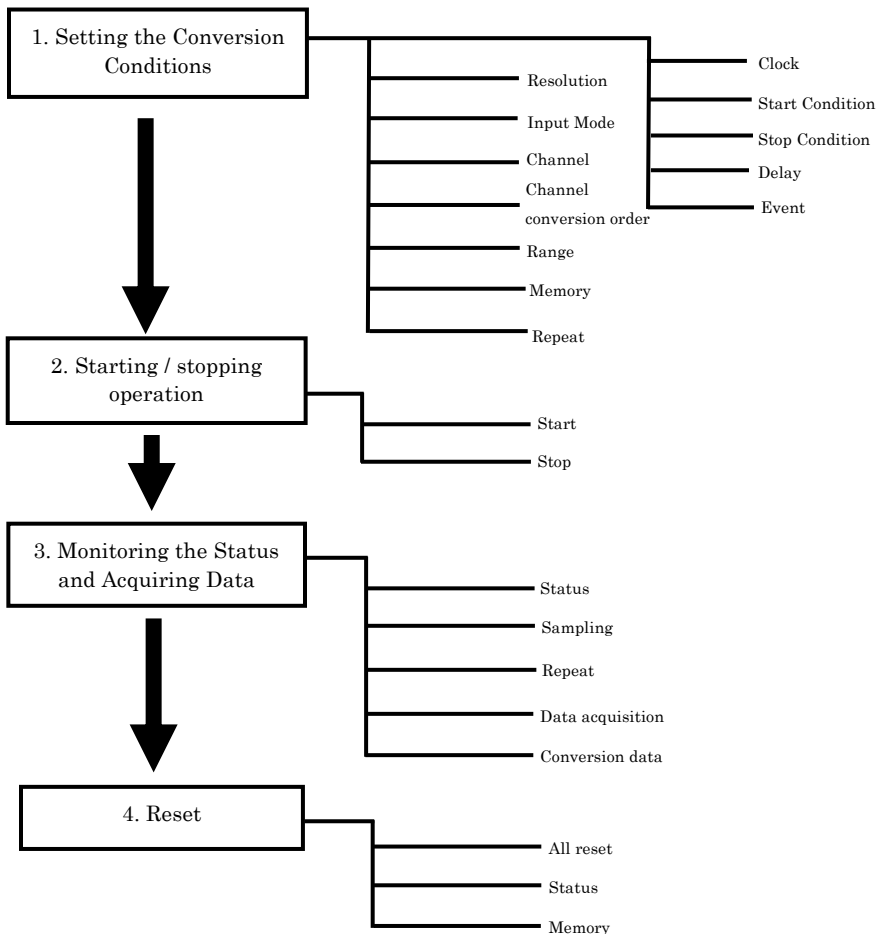 1. Setting the Conversion
Conditions
Resolution
Input Mode
Channel
Channel
conversion order
Range
Memory
Repeat
Clock
Start Condition
Stop Condition
Delay
Event
2. Starting / stopping
operation
Start
Stop
3. Monitoring the Status
and Acquiring Data
Status
Sampling
Repeat
Data acquisition
Conversion data
4. Reset
All reset
Status
Memory